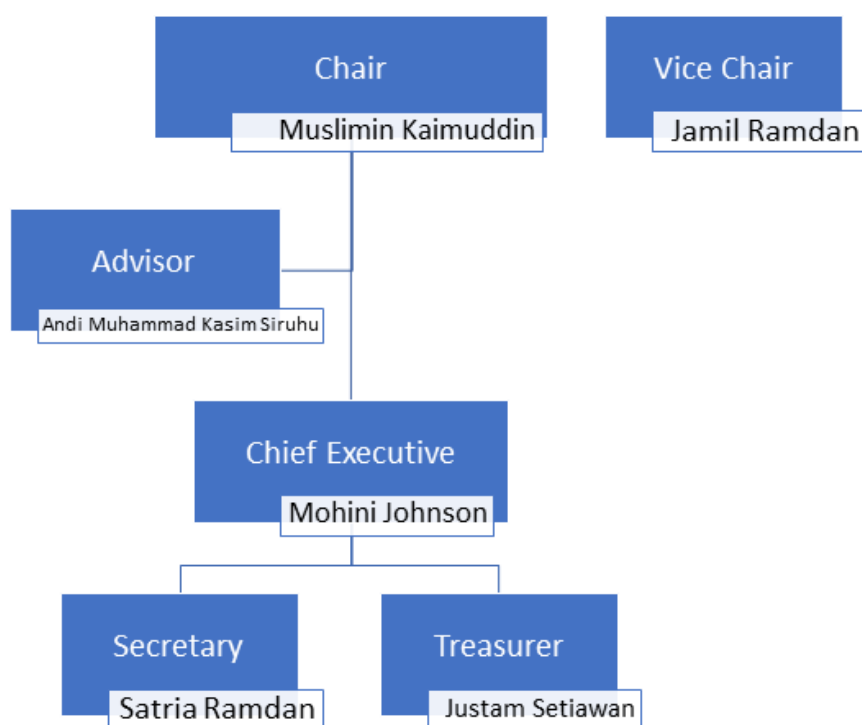 Chair
Muslimin Kaimuddin
Vice Chair
Jamil Ramdan
Advisor
Andi Muhammad Kasim Siruhu
Chief Executive
Mohini Johnson
Secretary
Satria Ramdan
Treasurer
Justam Setiawan